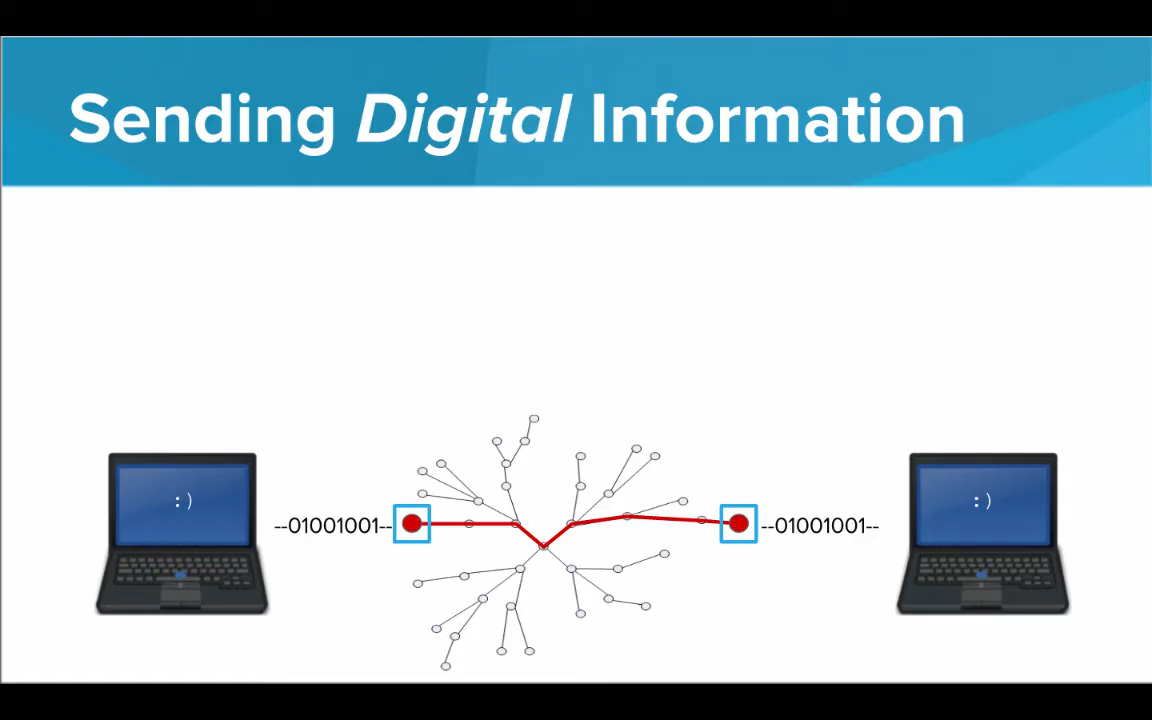 Sending Digital Information
: )
--01001001--
--01001001--
: )